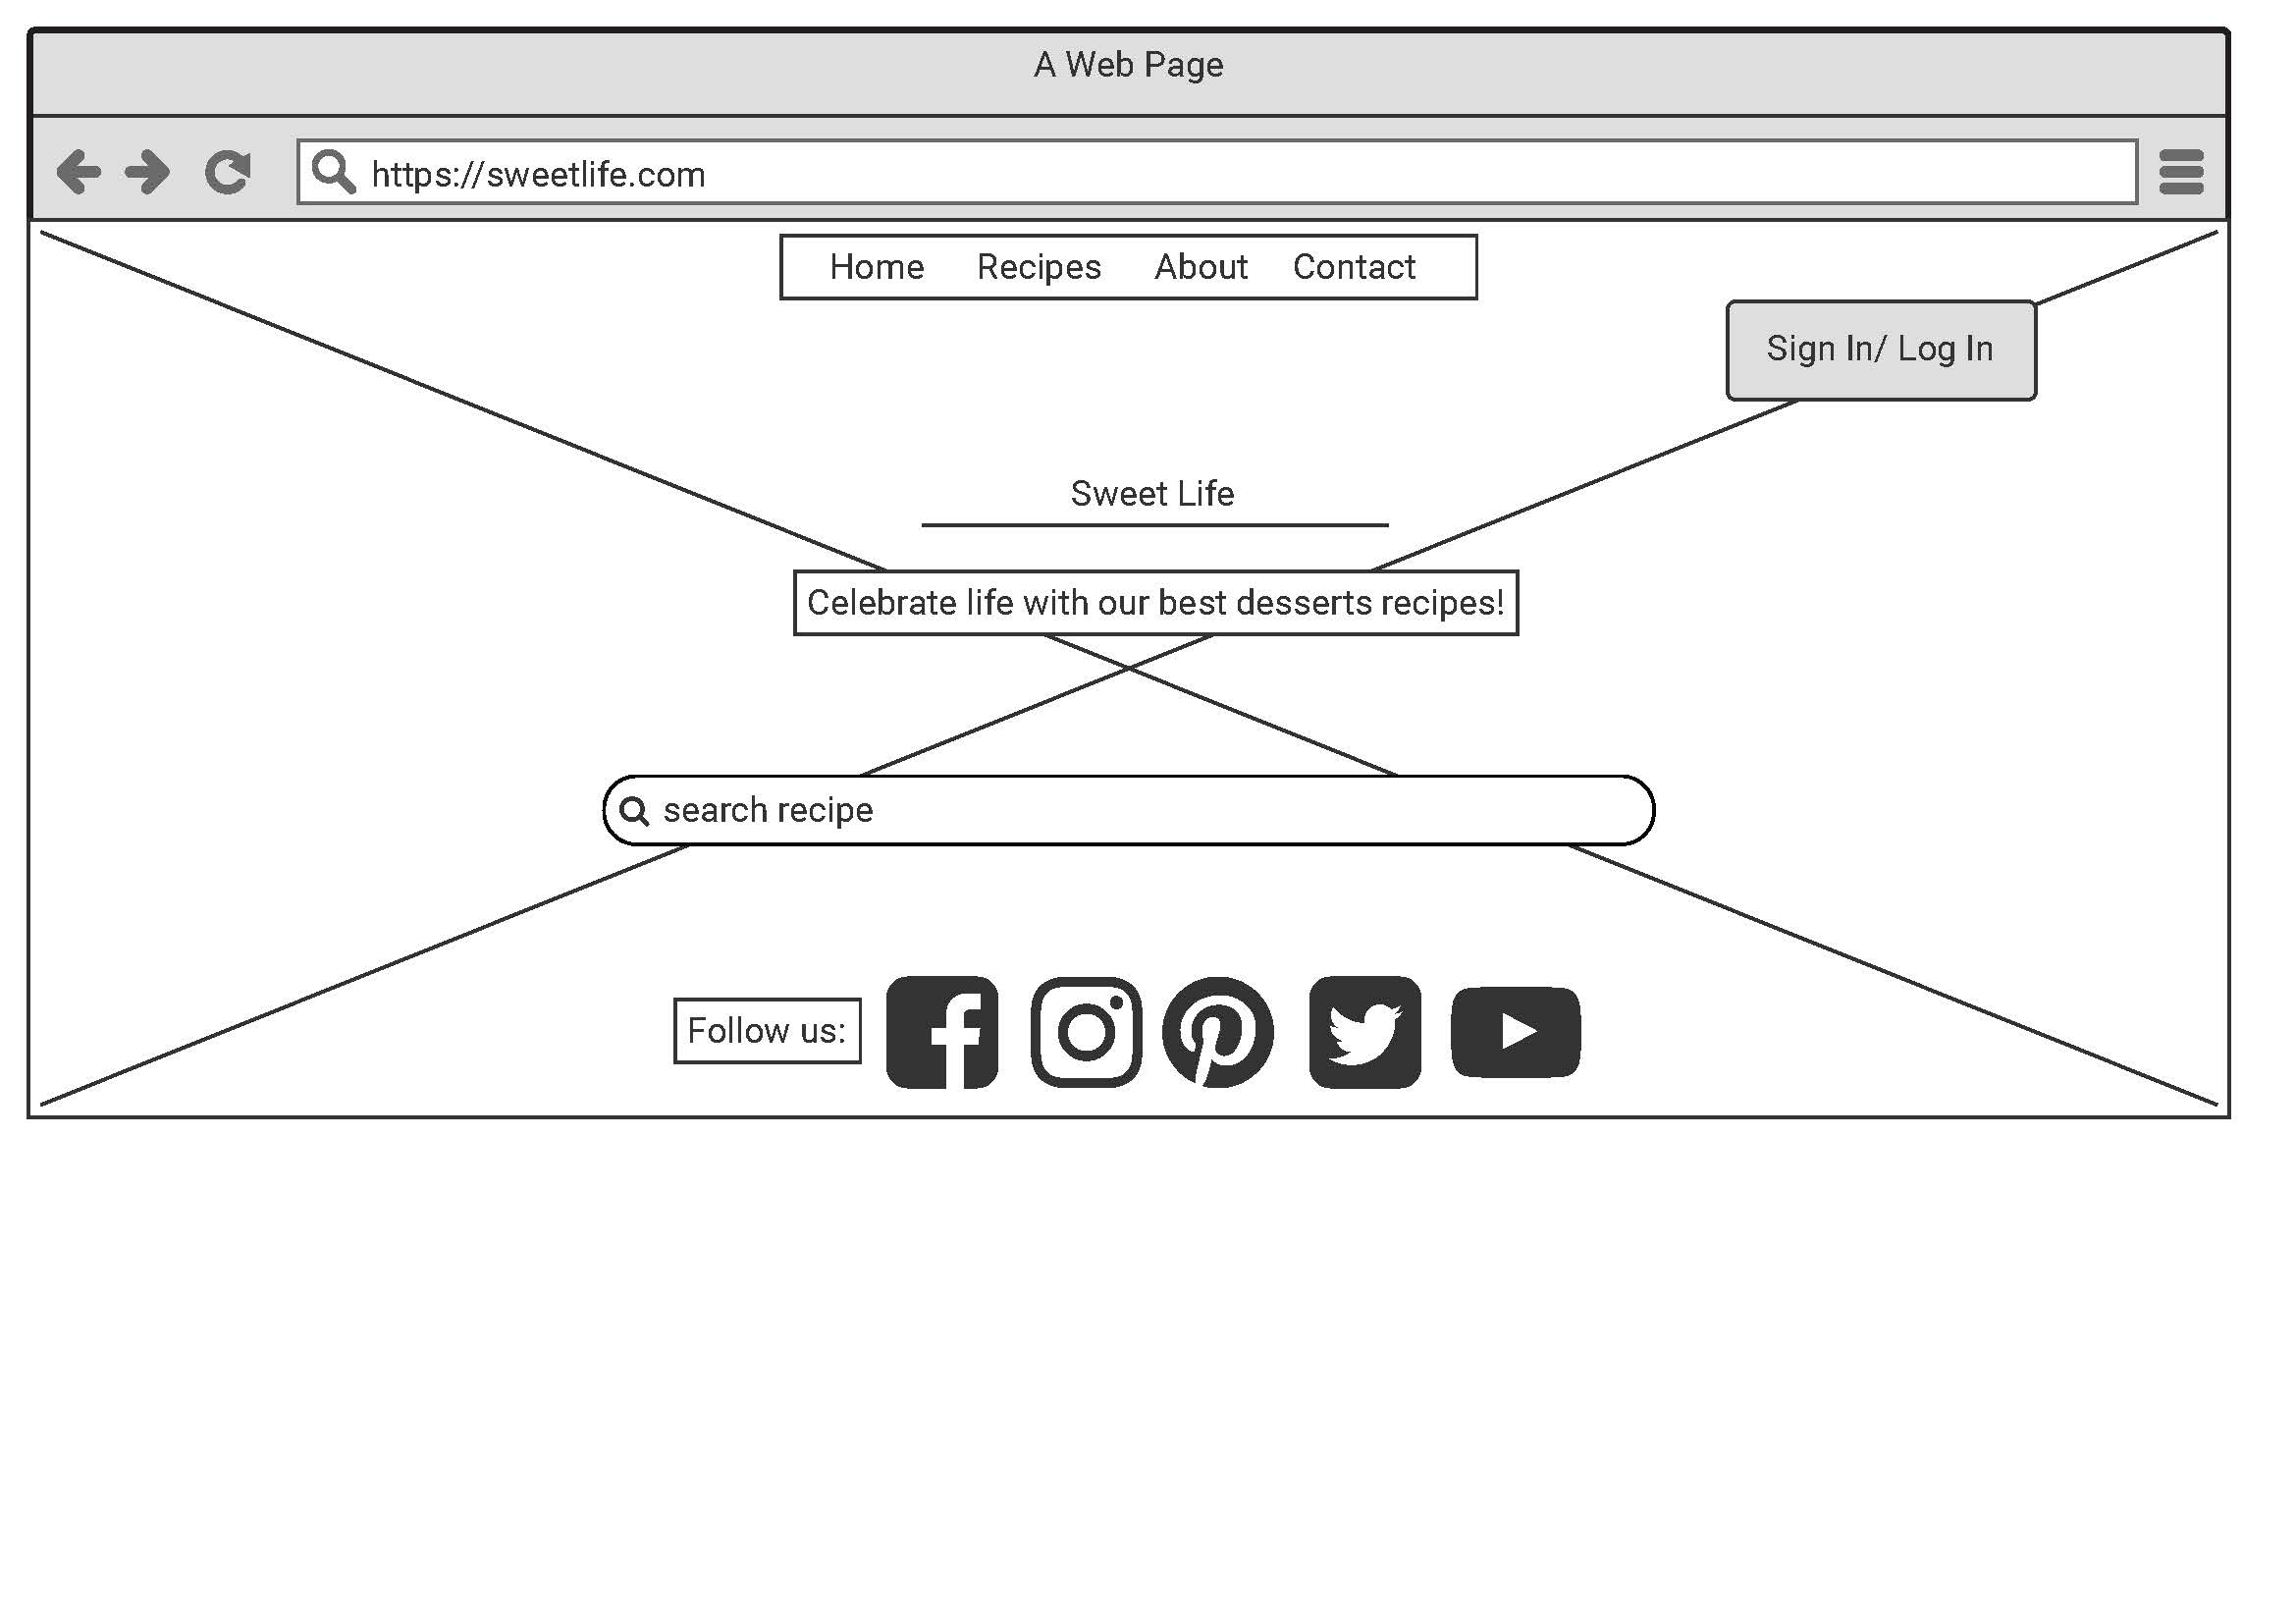 A Web Page
https://sweetlife.com
Home Recipes About Contact
Sign In/ Log In
Sweet Life
Celebrate life with our best desserts recipes!
search recipe
Follow us: